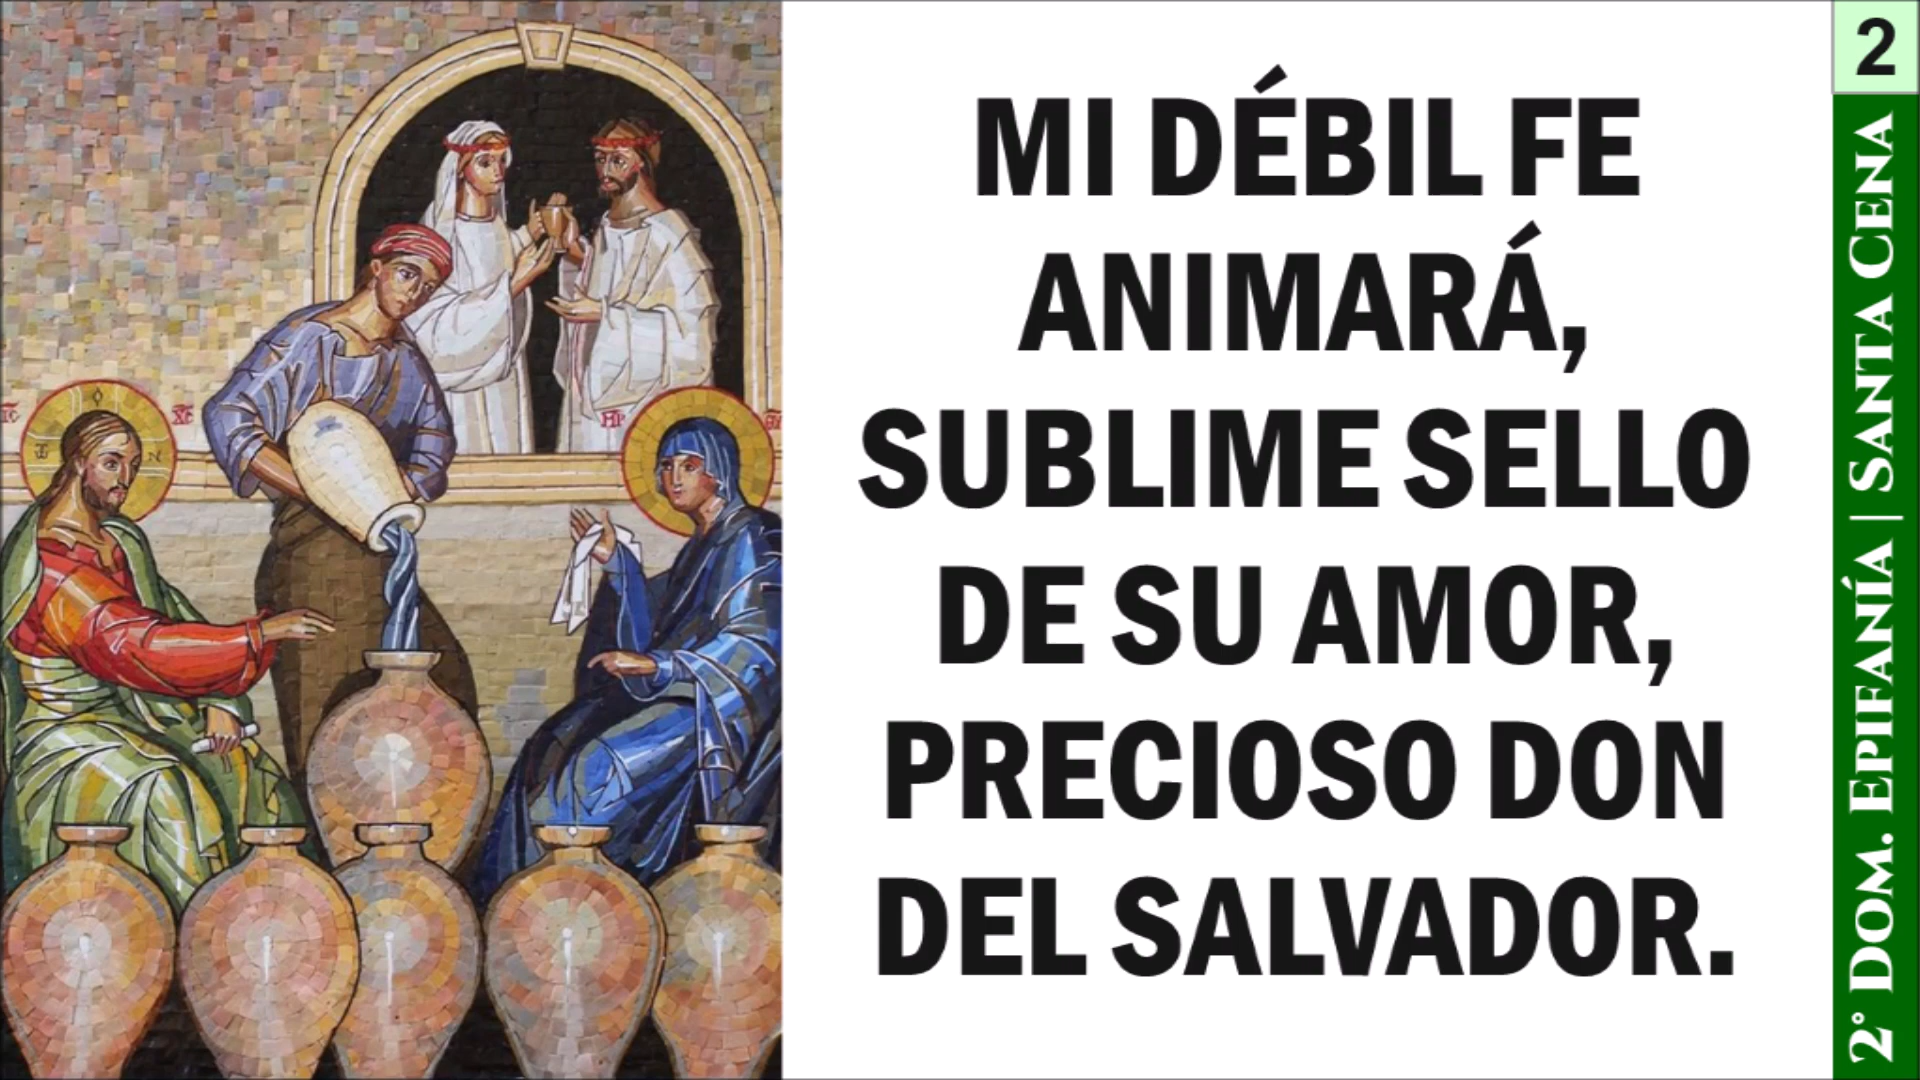 MI DÉBIL FE
ANIMARÁ,
SUBLIME SELLO
DE SU AMOR,
PRECIOSO DON
DEL SALVADOR.
2
2° DOM. EPIFANÍA | SANTA CENA